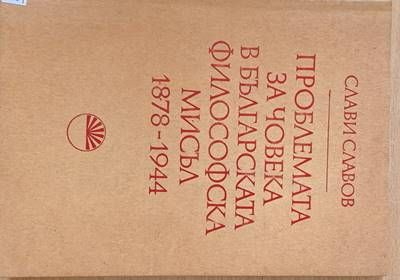 СЛАВИ СЛАВОВ
ПРОБЛЕМАТА
ЗА ЧОВЕКА
В БЪЛГАРСКАТА
ФИЛОСОФСКА
МИСЪЛ
1878-1944